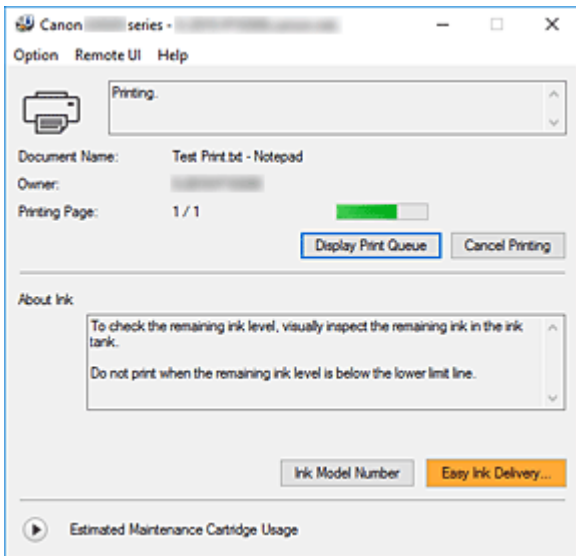 Canon series -
Option Remote UI Help
Printing.
Document Name: Test Print.txt - Notepad
Owner:
Printing Page: 1 / 1
Display Print Queue Cancel Printing
About Ink
To check the remaining ink level, visually inspect the remaining ink in the ink
tank.
Do not print when the remaining ink level is below the lower limit line.
Ink Model Number Easy Ink Delivery...
Estimated Maintenance Cartridge Usage